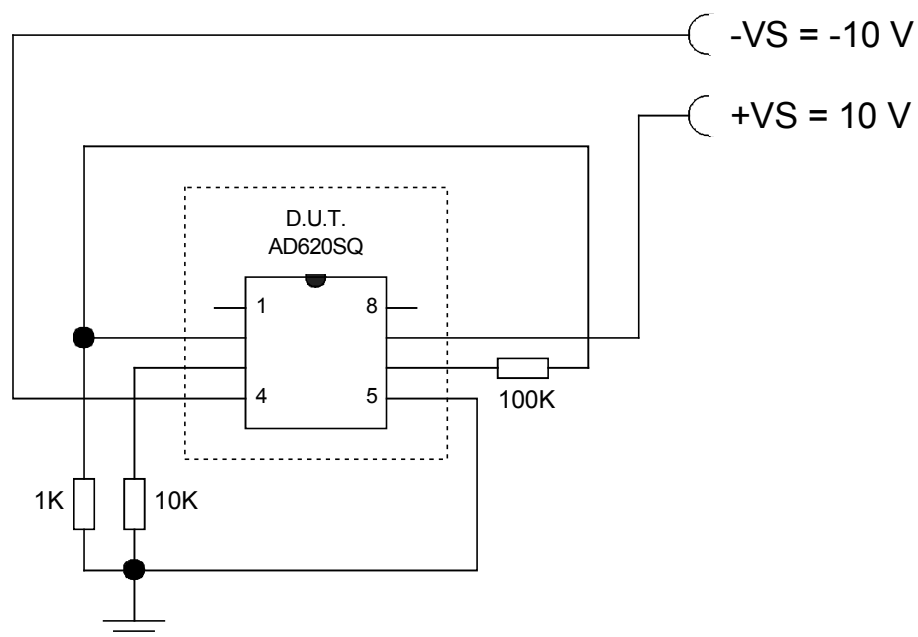 -VS = -10 V
+VS = 10 V
D.U.T.
AD620SQ
1
8
4
5
100K
1K
10K